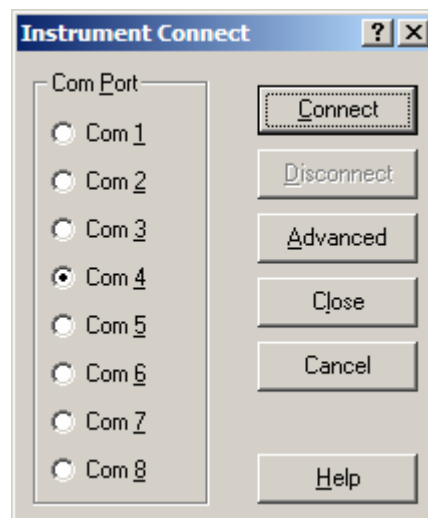 Instrument Connect
Com Port
Com 1
Com 2
Com 3
Com 4
Com 5
Com 6
Com 7
Com 8
Connect
Disconnect
Advanced
Close
Cancel
Help